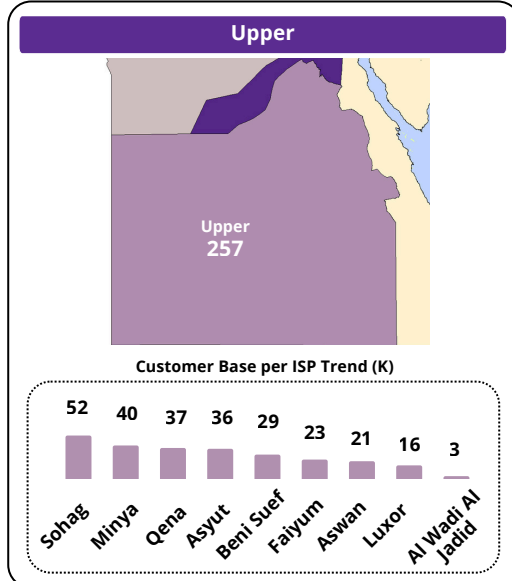 Upper
Upper
257
Customer Base per ISP Trend (K)
52 40 37 36 29 23 21 16 3
Sohag
Minya
Qena
Asyut
Beni Suef
Faiyum
Aswan
Luxor
Al Wadi Al
Jadid